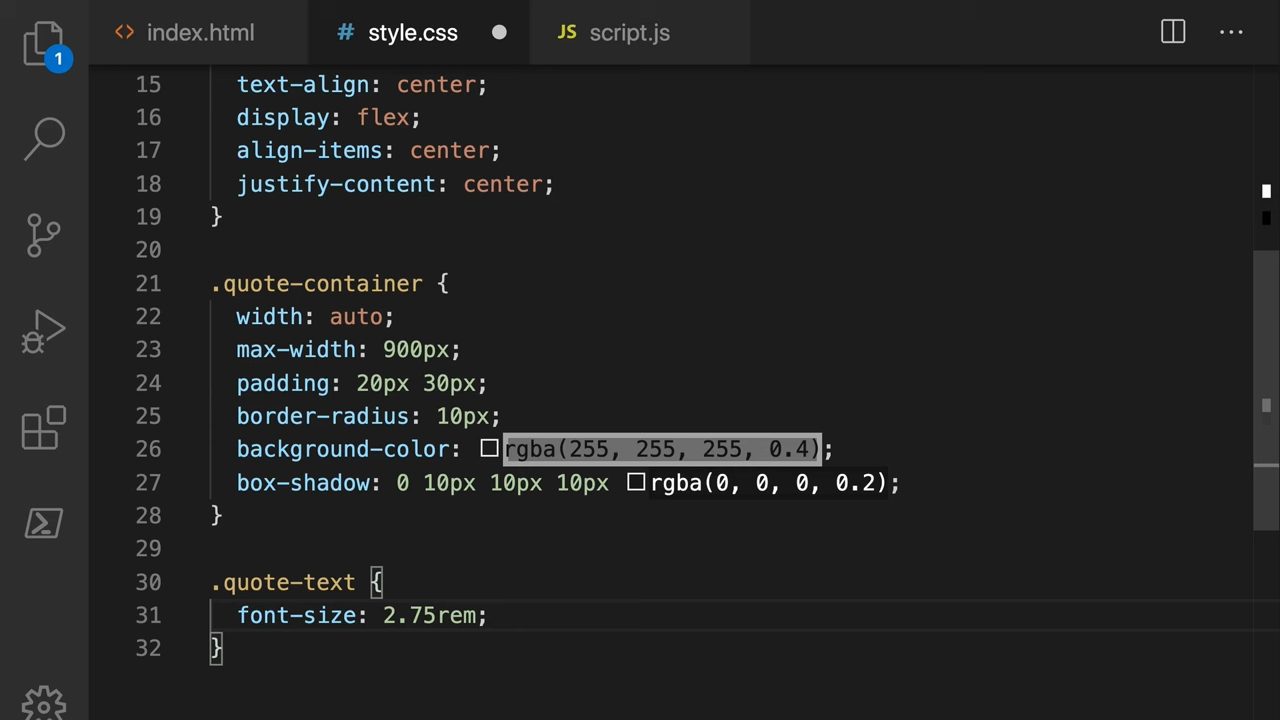 index.html
# style.css
JS script.js
1
15 text-align: center;
16 display: flex;
17 align-items: center;
18 justify-content: center;
19 }
20
21 .quote-container {
22 width: auto;
23 max-width: 900px;
24 padding: 20px 30px;
25 border-radius: 10px;
26 background-color: rgba(255, 255, 255, 0.4);
27 box-shadow: 0 10px 10px 10px rgba(0, 0, 0, 0.2);
28 }
29
30 .quote-text {
31 font-size: 2.75rem;
32 }